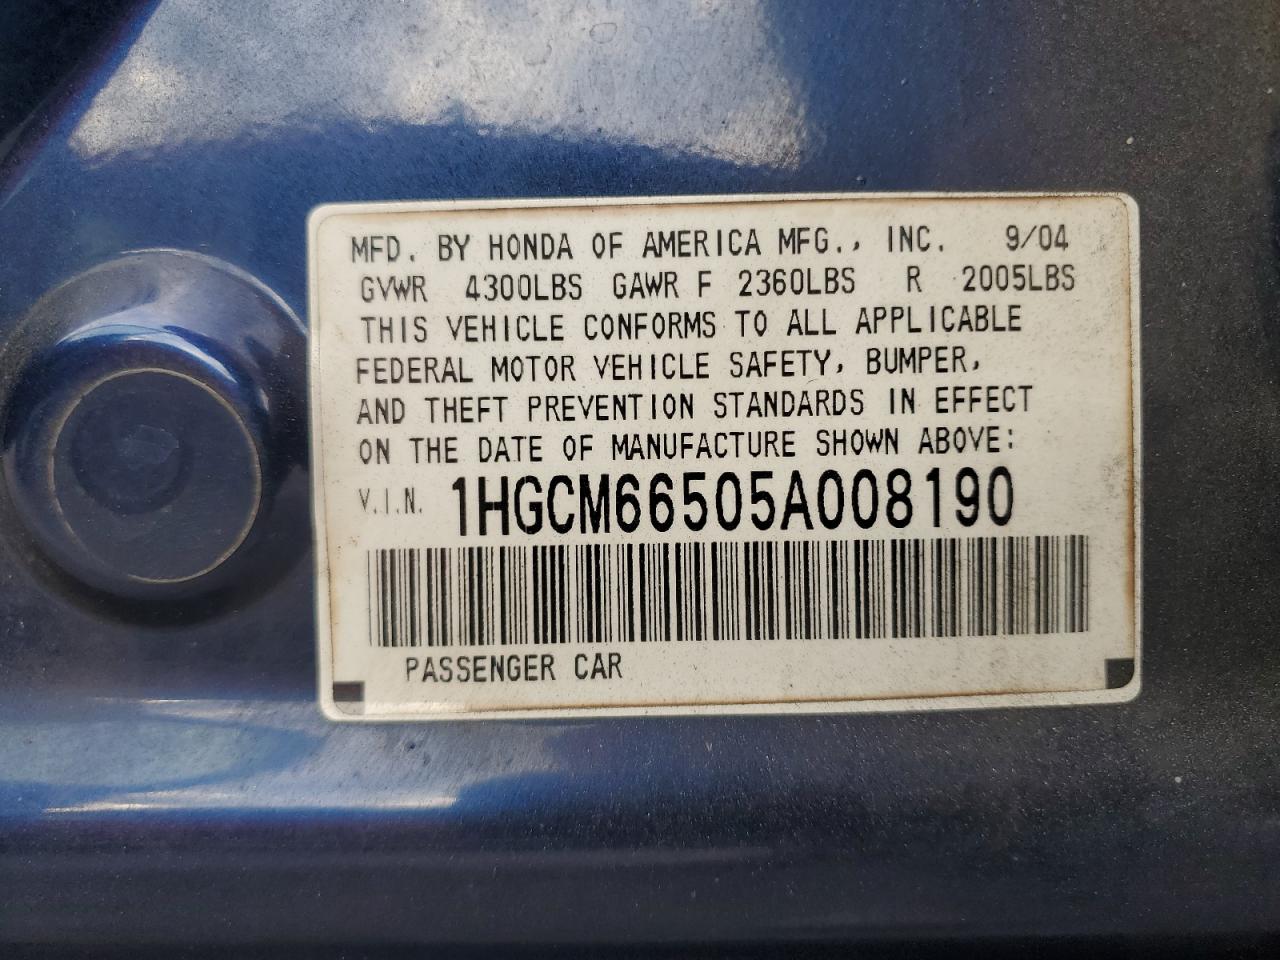 MFD. BY HONDA OF AMERICA MFG., INC. 9/04
GVWR 4300LBS GAWR F 2360LBS R 2005LBS
THIS VEHICLE CONFORMS TO ALL APPLICABLE
FEDERAL MOTOR VEHICLE SAFETY, BUMPER,
AND THEFT PREVENTION STANDARDS IN EFFECT
ON THE DATE OF MANUFACTURE SHOWN ABOVE:
V.I.N. 1HGCM66505A008190
PASSENGER CAR